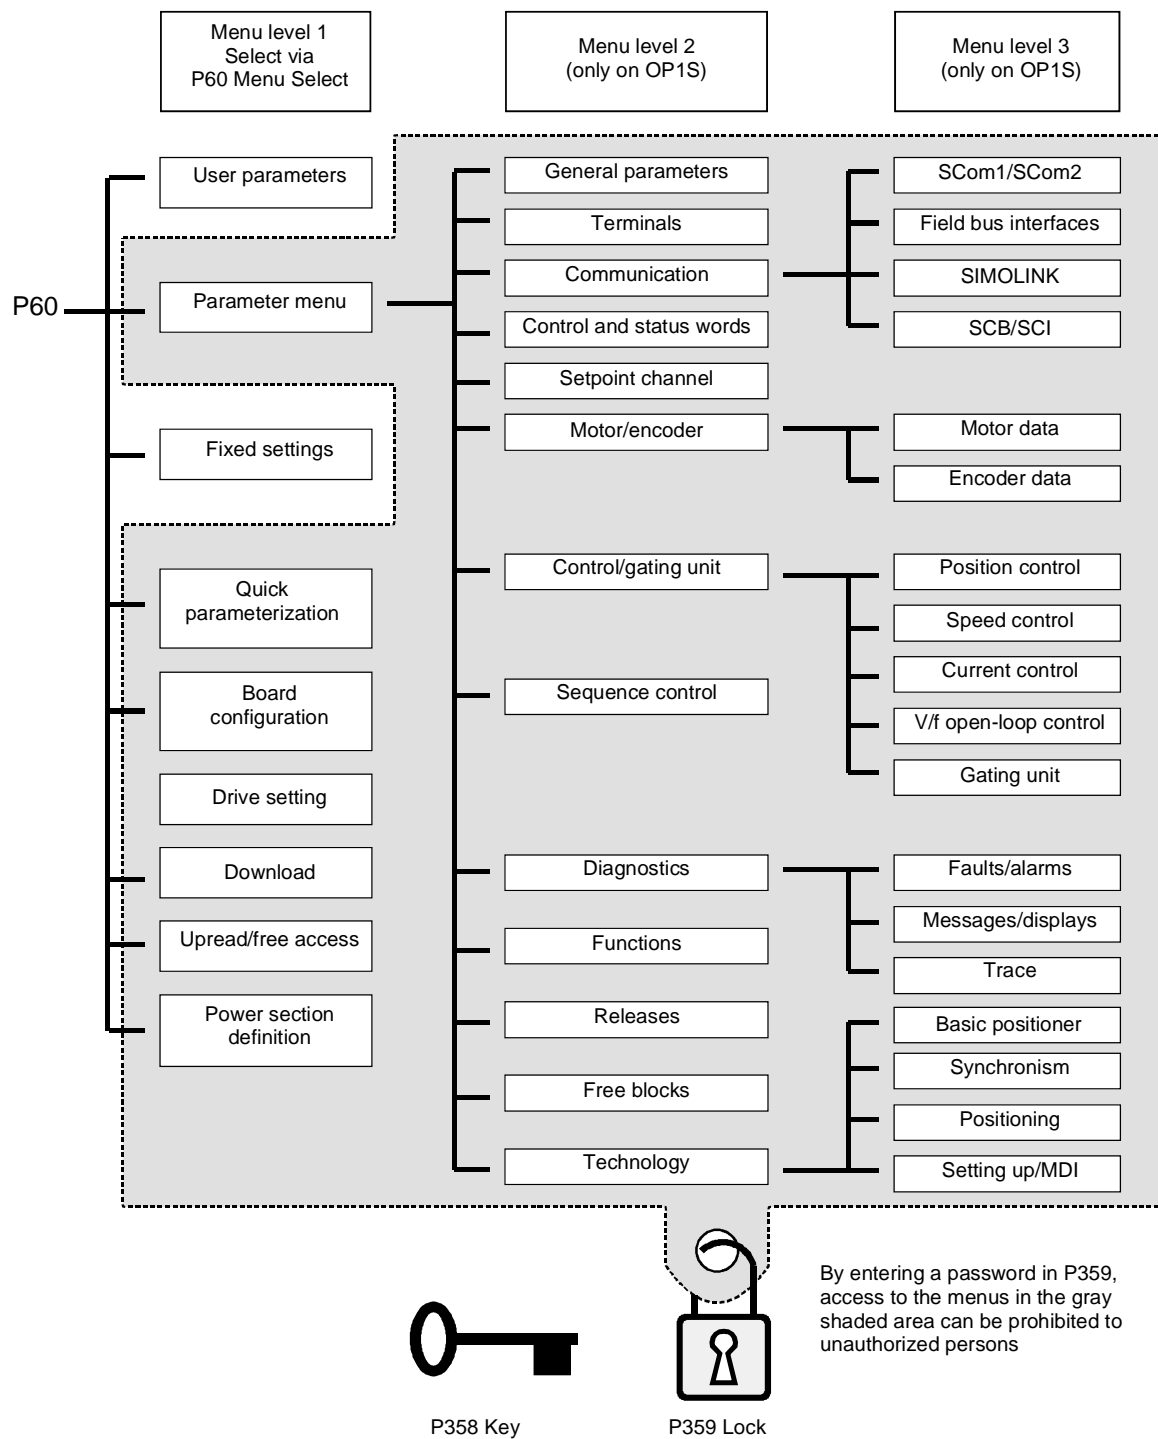 Menu level 1
Select via
P60 Menu Select
Menu level 2
(only on OP1S)
Menu level 3
(only on OP1S)
P60
User parameters
Parameter menu
Fixed settings
Quick
parameterization
Board
configuration
Drive setting
Download
Upread/free access
Power section
definition
General parameters
Terminals
Communication
Control and status words
Setpoint channel
Motor/encoder
Control/gating unit
Sequence control
Diagnostics
Functions
Releases
Free blocks
Technology
SCom1/SCom2
Field bus interfaces
SIMOLINK
SCB/SCI
Motor data
Encoder data
Position control
Speed control
Current control
V/f open-loop control
Gating unit
Faults/alarms
Messages/displays
Trace
Basic positioner
Synchronism
Positioning
Setting up/MDI
By entering a password in P359,
access to the menus in the gray
shaded area can be prohibited to
unauthorized persons
P358 Key
P359 Lock